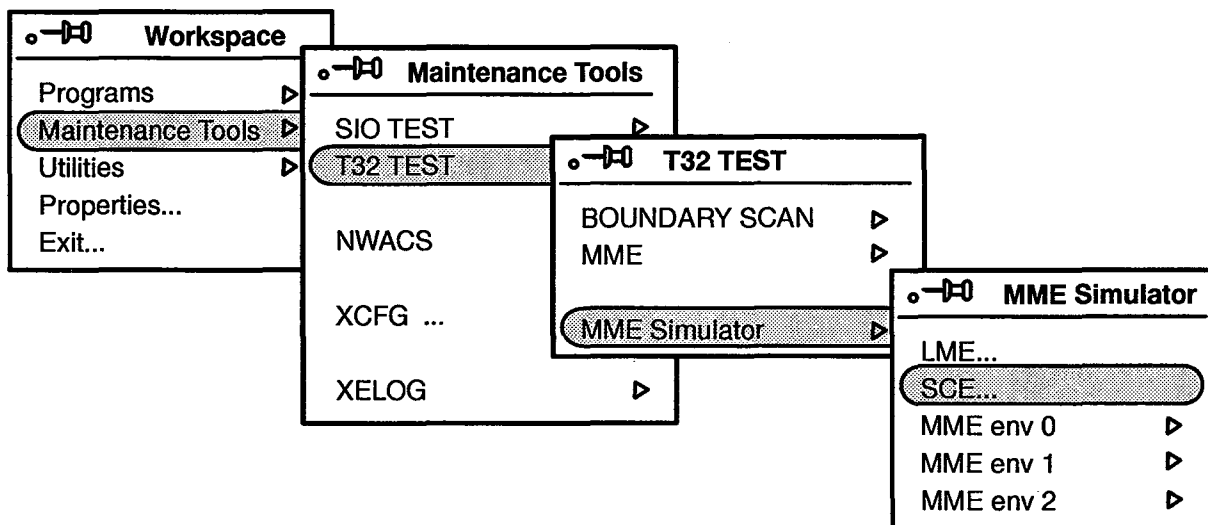 Workspace
Programs
Maintenance Tools
Utilities
Properties...
Exit...
Maintenance Tools
SIO TEST
T32 TEST
NWACS
XCFG ...
XELOG
T32 TEST
BOUNDARY SCAN
MME
MME Simulator
MME Simulator
LME...
SCE...
MME env 0
MME env 1
MME env 2